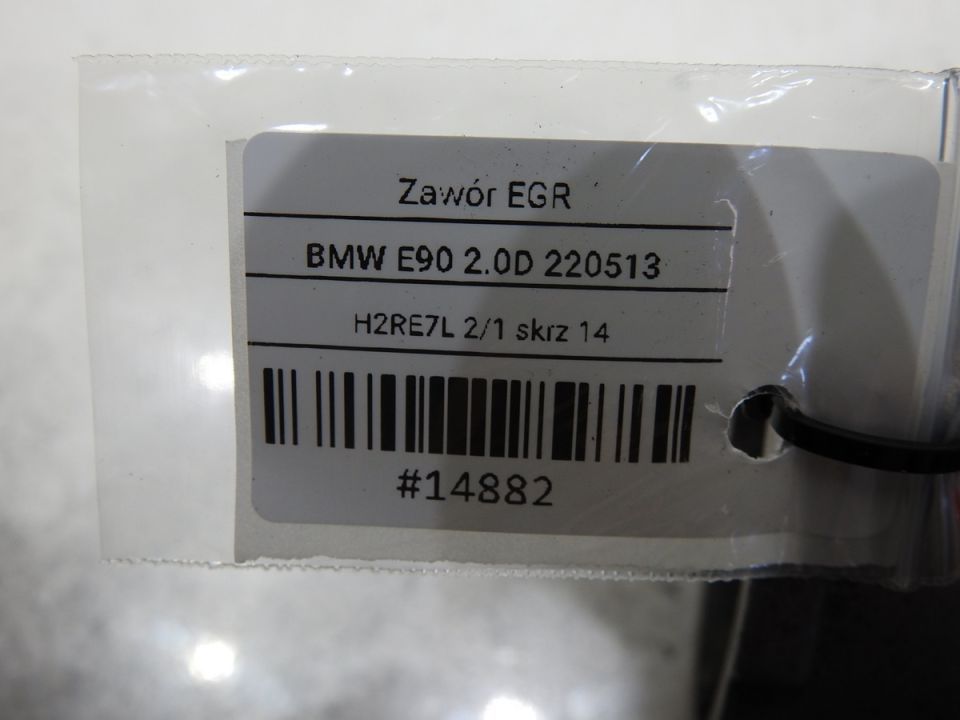 Zawór EGR
BMW E90 2.0D 220513
H2RE7L 2/1 skrz 14
#14882